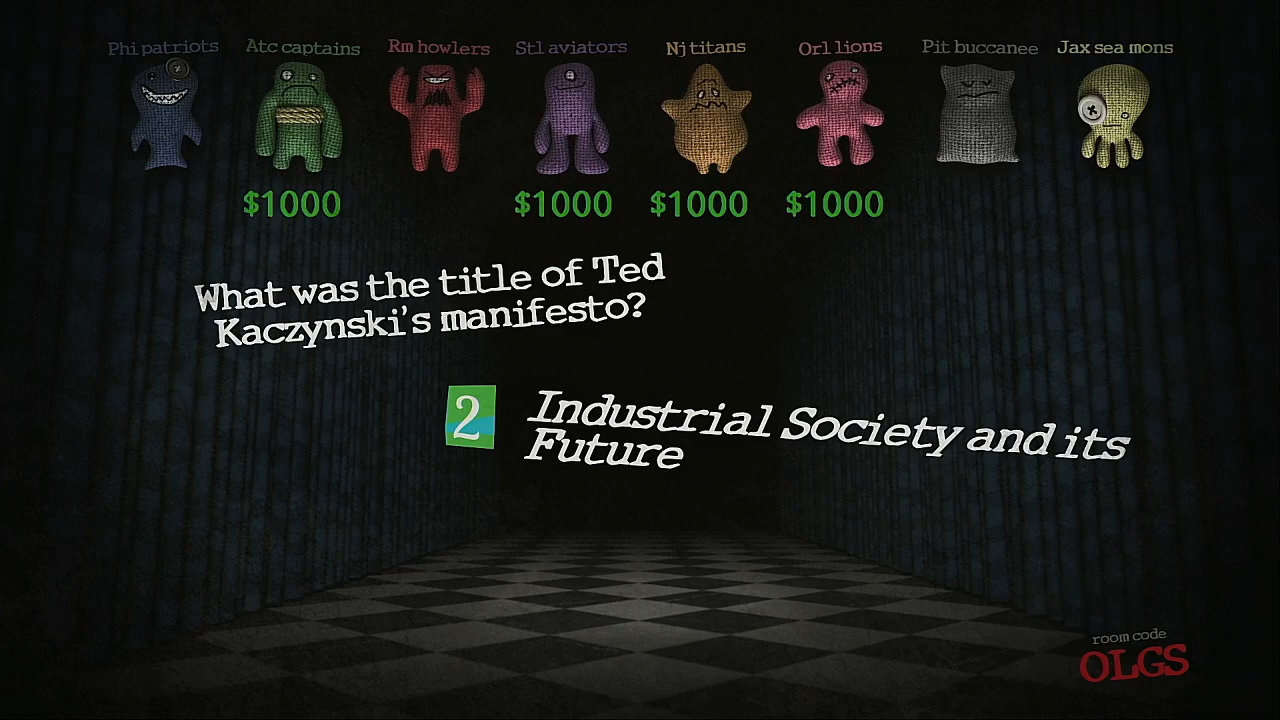 Phi patriots Atc captains Rm howlers Stl aviators Nj titans Orl lions Pit buccanee Jax sea mons
$1000 $1000 $1000 $1000
What was the title of Ted
Kaczynski's manifesto?
2 Industrial Society and its
Future
room code
OLGS